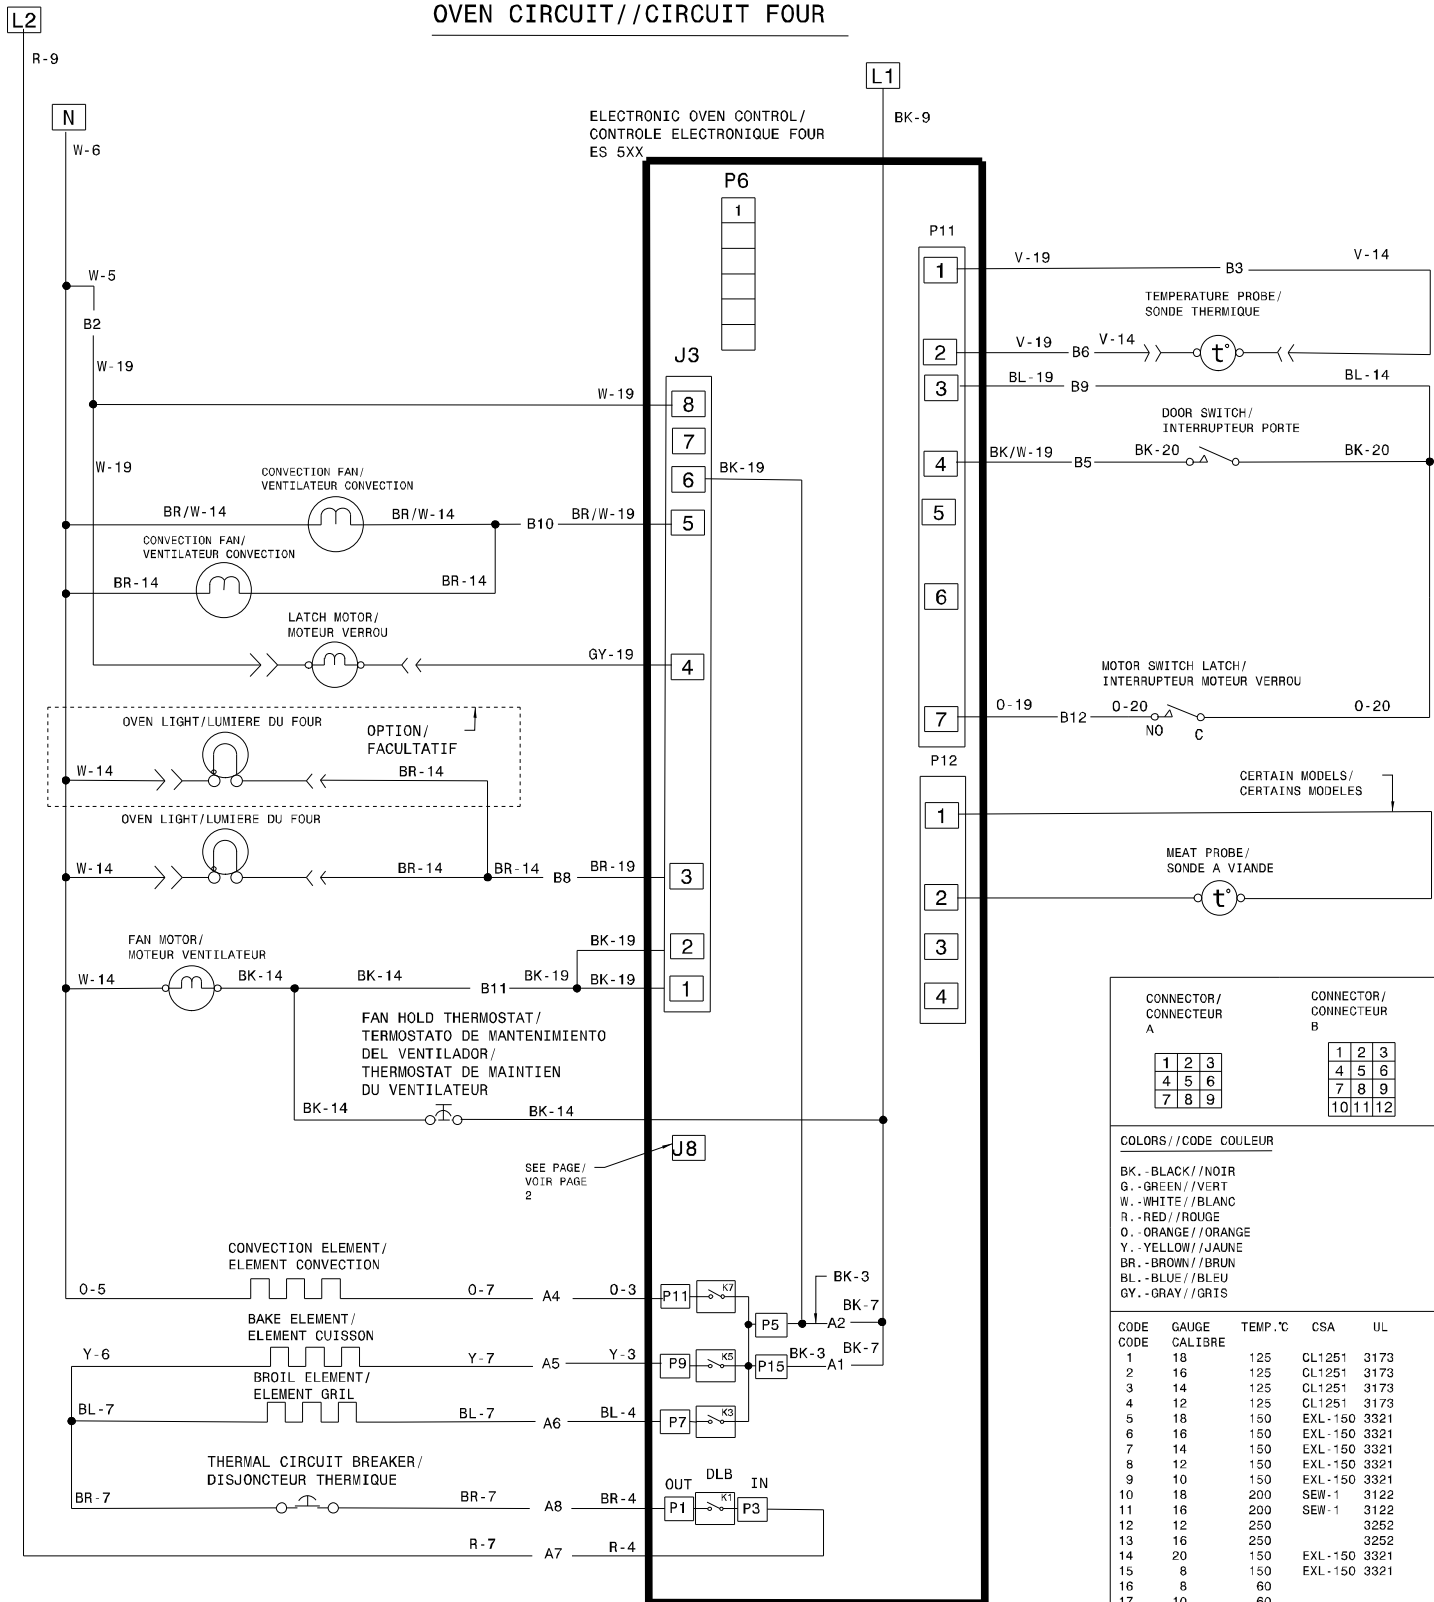 OVEN CIRCUIT//CIRCUIT FOUR
L2
R-9
L1
BK-9
N
W-6
ELECTRONIC OVEN CONTROL/
CONTROLE ELECTRONIQUE FOUR
ES 5XX
P6
1
P11
1
V-19
B3
V-14
TEMPERATURE PROBE/
SONDE THERMIQUE
2
V-19
B6
V-14
t°
3
BL-19
B9
BL-14
DOOR SWITCH/
INTERRUPTEUR PORTE
4
BK/W-19
B5
BK-20
BK-20
5
6
MOTOR SWITCH LATCH/
INTERRUPTEUR MOTEUR VERROU
7
O-19
B12
O-20
NO
C
O-20
P12
CERTAIN MODELS/
CERTAINS MODELES
1
MEAT PROBE/
SONDE A VIANDE
2
t°
3
4
W-5
B2
W-19
J3
W-19
8
7
6
BK-19
W-19
CONVECTION FAN/
VENTILATEUR CONVECTION
BR/W-14
BR/W-14
B10
BR/W-19
5
CONVECTION FAN/
VENTILATEUR CONVECTION
BR-14
BR-14
LATCH MOTOR/
MOTEUR VERROU
GY-19
4
OVEN LIGHT/LUMIERE DU FOUR
OPTION/
FACULTATIF
W-14
BR-14
OVEN LIGHT/LUMIERE DU FOUR
W-14
BR-14
BR-14
B8
BR-19
3
FAN MOTOR/
MOTEUR VENTILATEUR
BK-19
2
W-14
BK-14
BK-14
B11
BK-19
BK-19
1
FAN HOLD THERMOSTAT/
TERMOSTATO DE MANTENIMIENTO
DEL VENTILADOR/
THERMOSTAT DE MAINTIEN
DU VENTILATEUR
BK-14
BK-14
J8
SEE PAGE/
VOIR PAGE
2
CONVECTION ELEMENT/
ELEMENT CONVECTION
O-5
O-7
A4
O-3
P11
K7
BK-3
BK-7
P5
A2
BAKE ELEMENT/
ELEMENT CUISSON
Y-6
Y-7
A5
Y-3
P9
K5
P15
BK-3
A1
BK-7
BROIL ELEMENT/
ELEMENT GRIL
BL-7
BL-7
A6
BL-4
P7
K3
THERMAL CIRCUIT BREAKER/
DISJONCTEUR THERMIQUE
OUT
DLB
IN
BR-7
BR-7
A8
BR-4
P1
K1
P3
R-7
A7
R-4
CONNECTOR/
CONNECTEUR
A
1 2 3
4 5 6
7 8 9
CONNECTOR/
CONNECTEUR
B
1 2 3
4 5 6
7 8 9
10 11 12
COLORS//CODE COULEUR
BK.-BLACK//NOIR
G.-GREEN//VERT
W.-WHITE//BLANC
R.-RED//ROUGE
O.-ORANGE//ORANGE
Y.-YELLOW//JAUNE
BR.-BROWN//BRUN
BL.-BLUE//BLEU
GY.-GRAY//GRIS
CODE GAUGE TEMP.°C CSA UL
CODE CALIBRE
1 18 125 CL1251 3173
2 16 125 CL1251 3173
3 14 125 CL1251 3173
4 12 125 CL1251 3173
5 18 150 EXL-150 3321
6 16 150 EXL-150 3321
7 14 150 EXL-150 3321
8 12 150 EXL-150 3321
9 10 150 EXL-150 3321
10 18 200 SEW-1 3122
11 16 200 SEW-1 3122
12 12 250 3252
13 16 250 3252
14 20 150 EXL-150 3321
15 8 150 EXL-150 3321
16 8 60
17 10 60